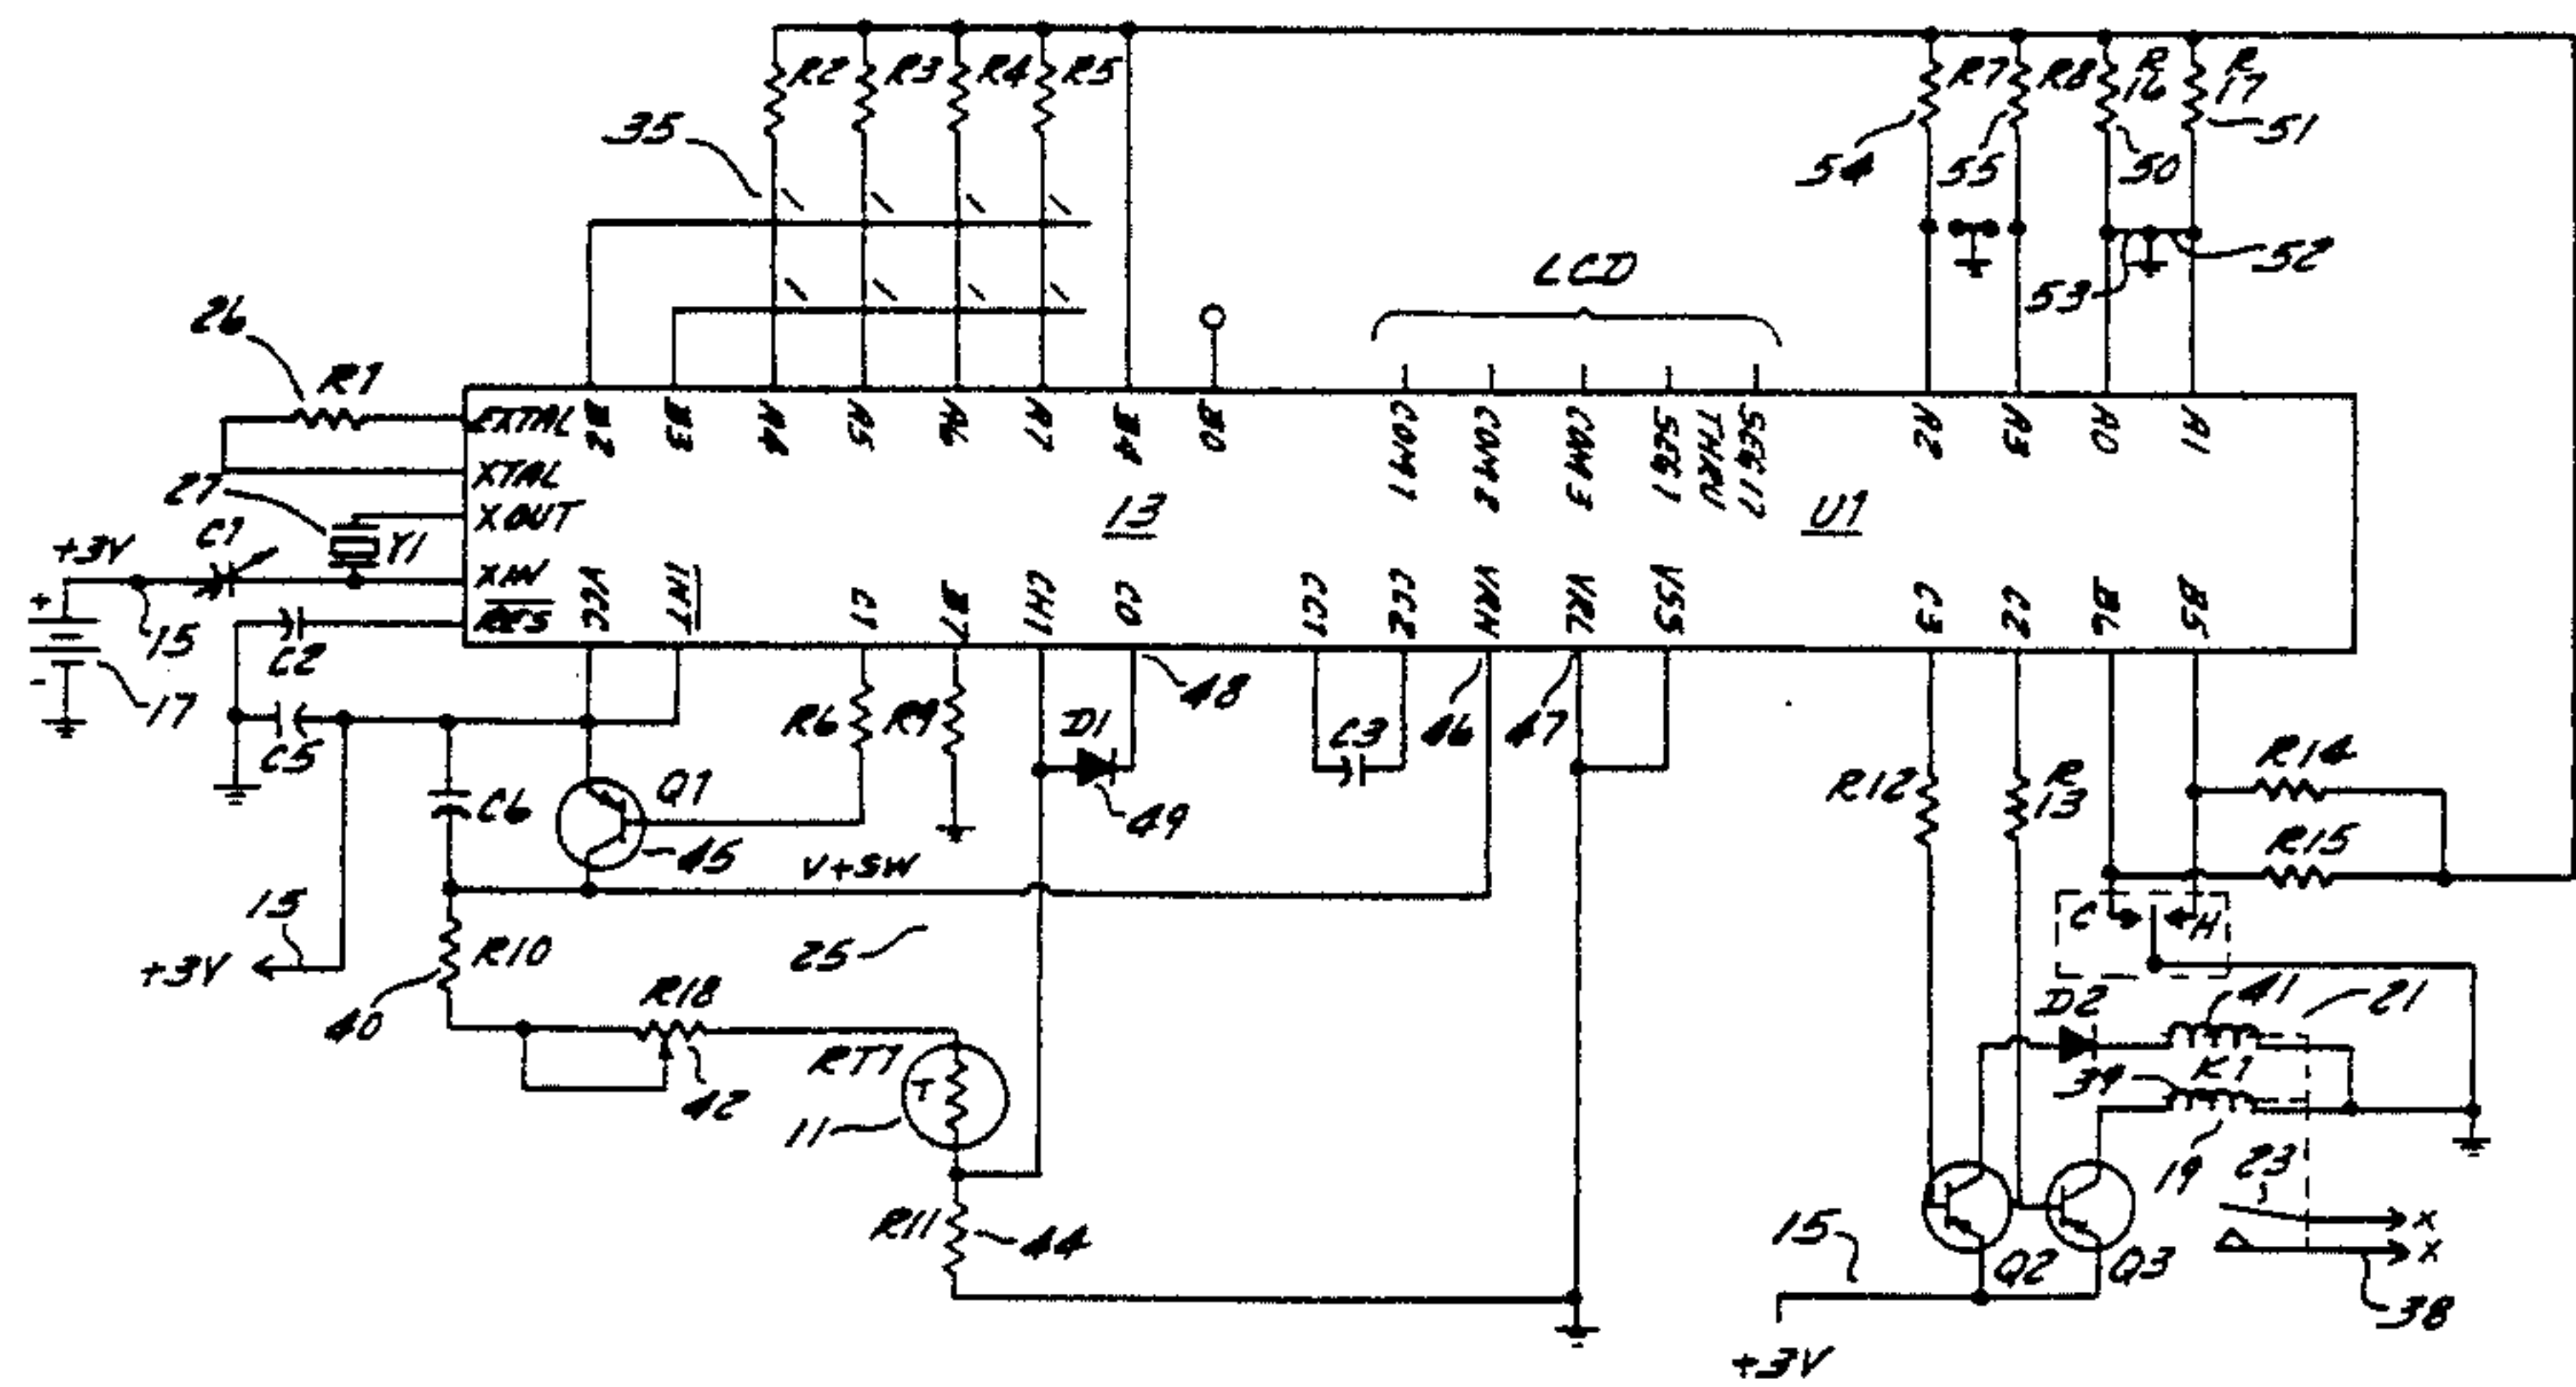 R2 R3 R4 R5 R7 R8 R 16 R 17
35 54 55 50 51
LCD 53 52
26 R1
EXTAL B2 B3 A4 A5 A6 A7 B4 B0 COM1 COM2 COM3 SEG1 THRU SEG17 A2 A3 A0 A1
XTAL
27 XOUT 13 U1
+3V C1 Y1
XIN
RES VCC INT C1 B7 CH1 C0 CC1 CC2 VRH VRL VSS C3 C2 B6 B5
+ 15 C2
- 17 C5 R6 R9 D1 48 C3 46 47 R14
C6 Q1 45 49 R12 R 13 R15
V+SW
15 C H
+3V R10 25
40 R18 D2 41 21
RT1 T 42 39 K1
11 19 23
R11 44 15 Q2 Q3 X
X
38
+3V